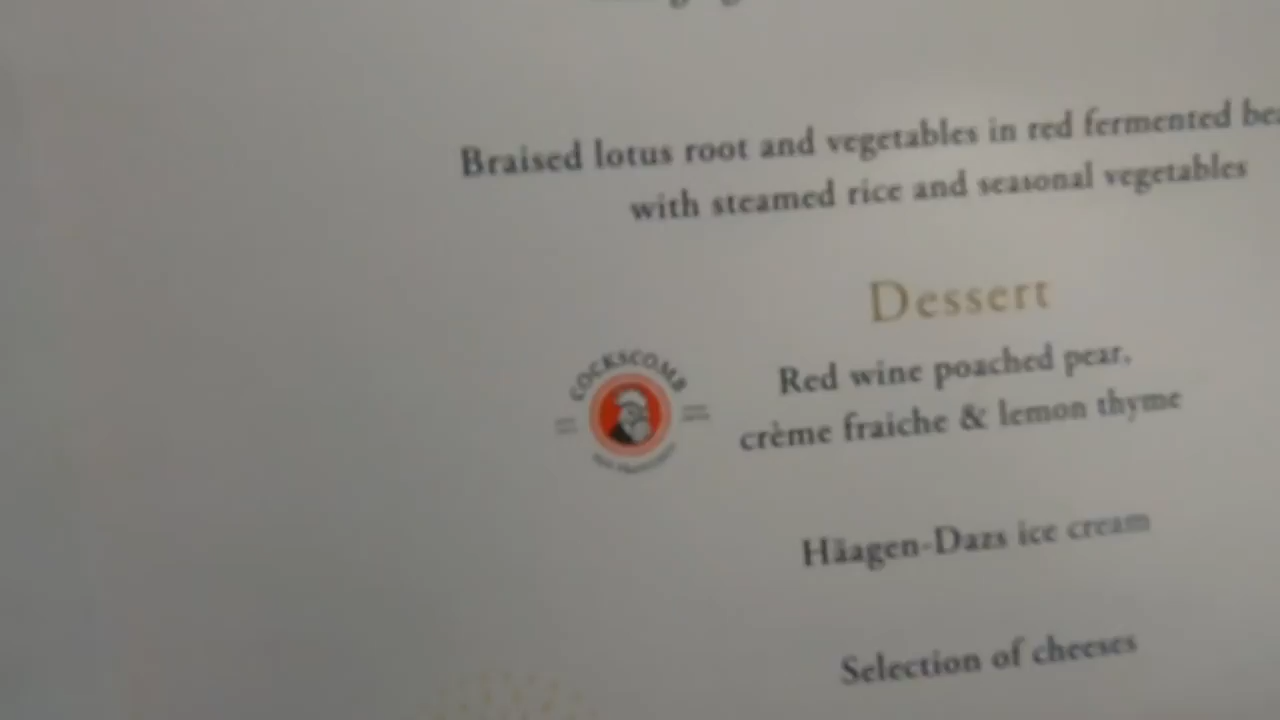 Braised lotus root and vegetables in red fermented
with steamed rice and seasonal vegetables
Dessert
COCKSCOMB
Red wine poached pear,
crème fraiche & lemon thyme
Häagen-Dazs ice cream
Selection of cheeses